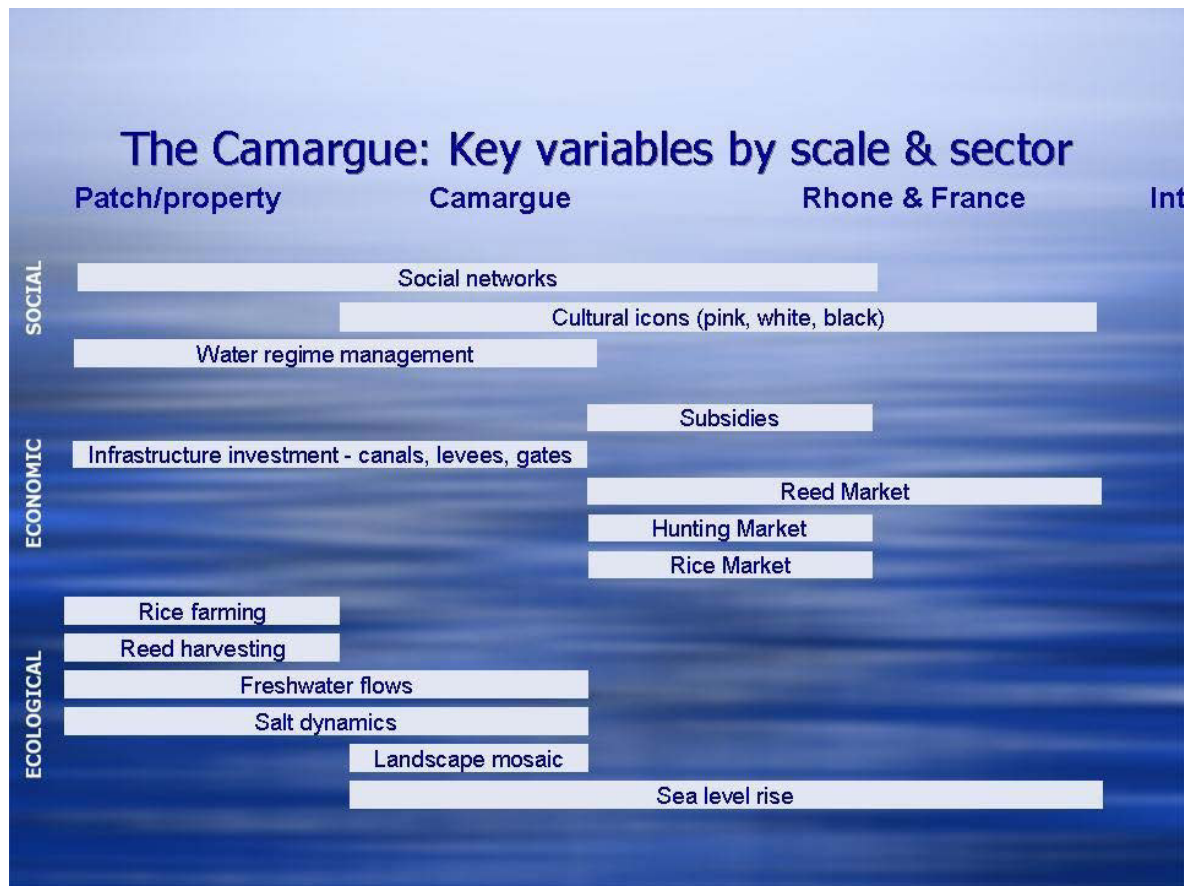 The Camargue: Key variables by scale & sector
Patch/property Camargue Rhone & France Int
SOCIAL
Social networks
Cultural icons (pink, white, black)
Water regime management
ECONOMIC
Subsidies
Infrastructure investment - canals, levees, gates
Reed Market
Hunting Market
Rice Market
ECOLOGICAL
Rice farming
Reed harvesting
Freshwater flows
Salt dynamics
Landscape mosaic
Sea level rise